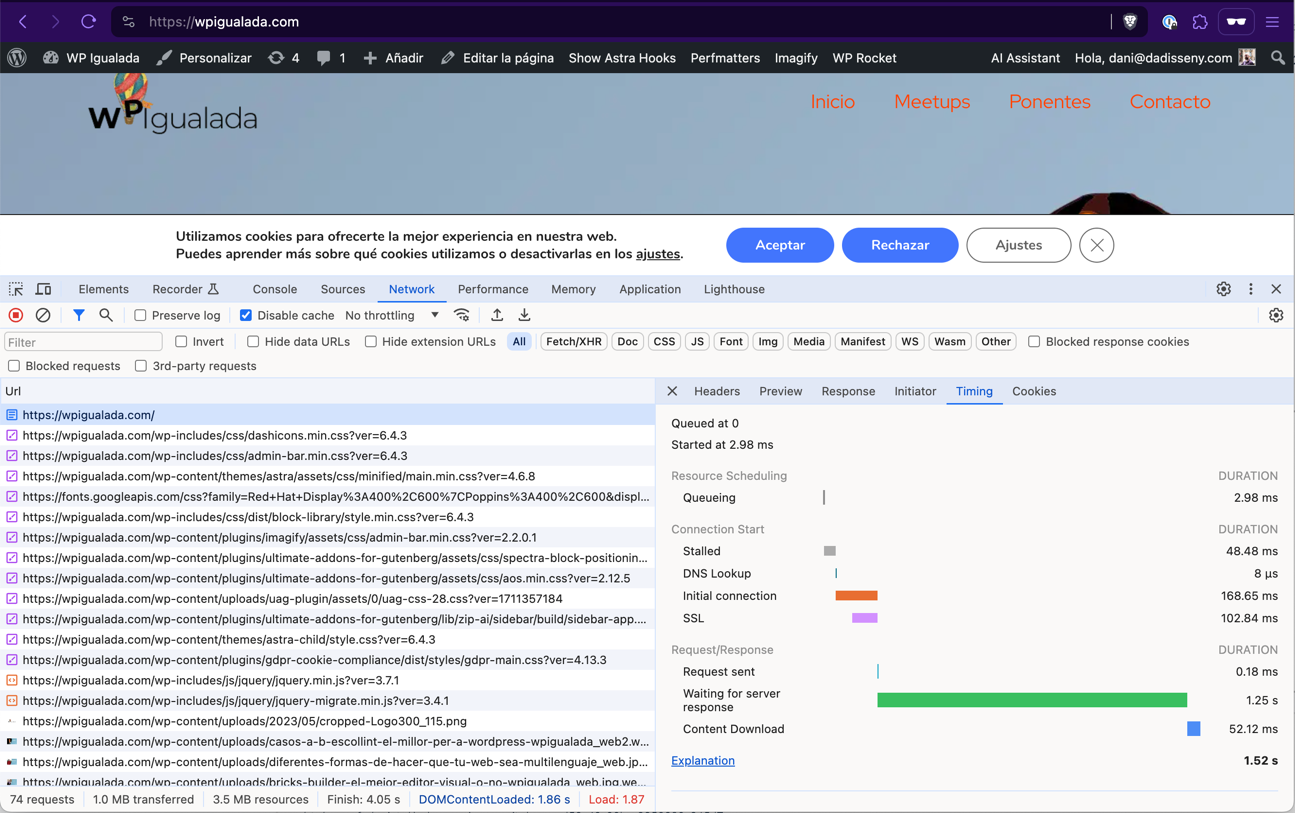 https://wpigualada.com
WP Igualada Personalizar 4 1 Añadir Editar la página Show Astra Hooks Perfmatters Imagify WP Rocket AI Assistant Hola, dani@dadisseny.com
WPIgualada
Inicio Meetups Ponentes Contacto
Utilizamos cookies para ofrecerte la mejor experiencia en nuestra web.
Puedes aprender más sobre qué cookies utilizamos o desactivarlas en los ajustes.
Aceptar Rechazar Ajustes
Elements Recorder Console Sources Network Performance Memory Application Lighthouse
Preserve log Disable cache No throttling
Filter Invert Hide data URLs Hide extension URLs All Fetch/XHR Doc CSS JS Font Img Media Manifest WS Wasm Other Blocked response cookies
Blocked requests 3rd-party requests
Url
https://wpigualada.com/
https://wpigualada.com/wp-includes/css/dashicons.min.css?ver=6.4.3
https://wpigualada.com/wp-includes/css/admin-bar.min.css?ver=6.4.3
https://wpigualada.com/wp-content/themes/astra/assets/css/minified/main.min.css?ver=4.6.8
https://fonts.googleapis.com/css?family=Red+Hat+Display%3A400%2C600%7CPoppins%3A400%2C600&displ...
https://wpigualada.com/wp-includes/css/dist/block-library/style.min.css?ver=6.4.3
https://wpigualada.com/wp-content/plugins/imagify/assets/css/admin-bar.min.css?ver=2.2.0.1
https://wpigualada.com/wp-content/plugins/ultimate-addons-for-gutenberg/assets/css/spectra-block-positionin...
https://wpigualada.com/wp-content/plugins/ultimate-addons-for-gutenberg/assets/css/aos.min.css?ver=2.12.5
https://wpigualada.com/wp-content/uploads/uag-plugin/assets/0/uag-css-28.css?ver=1711357184
https://wpigualada.com/wp-content/plugins/ultimate-addons-for-gutenberg/lib/zip-ai/sidebar/build/sidebar-app....
https://wpigualada.com/wp-content/themes/astra-child/style.css?ver=6.4.3
https://wpigualada.com/wp-content/plugins/gdpr-cookie-compliance/dist/styles/gdpr-main.css?ver=4.13.3
https://wpigualada.com/wp-includes/js/jquery/jquery.min.js?ver=3.7.1
https://wpigualada.com/wp-includes/js/jquery/jquery-migrate.min.js?ver=3.4.1
https://wpigualada.com/wp-content/uploads/2023/05/cropped-Logo300_115.png
https://wpigualada.com/wp-content/uploads/casos-a-b-escollint-el-millor-per-a-wordpress-wpigualada_web2.w...
https://wpigualada.com/wp-content/uploads/diferentes-formas-de-hacer-que-tu-web-sea-multilenguaje_web.jp...
https://wpigualada.com/wp-content/uploads/bricks-builder-el-mejor-editor-visual-o-no-wpigualada_web.jpg.we...
74 requests 1.0 MB transferred 3.5 MB resources Finish: 4.05 s DOMContentLoaded: 1.86 s Load: 1.87
Headers Preview Response Initiator Timing Cookies
Queued at 0
Started at 2.98 ms
Resource Scheduling DURATION
Queueing 2.98 ms
Connection Start DURATION
Stalled 48.48 ms
DNS Lookup 8 μs
Initial connection 168.65 ms
SSL 102.84 ms
Request/Response DURATION
Request sent 0.18 ms
Waiting for server
response 1.25 s
Content Download 52.12 ms
Explanation 1.52 s